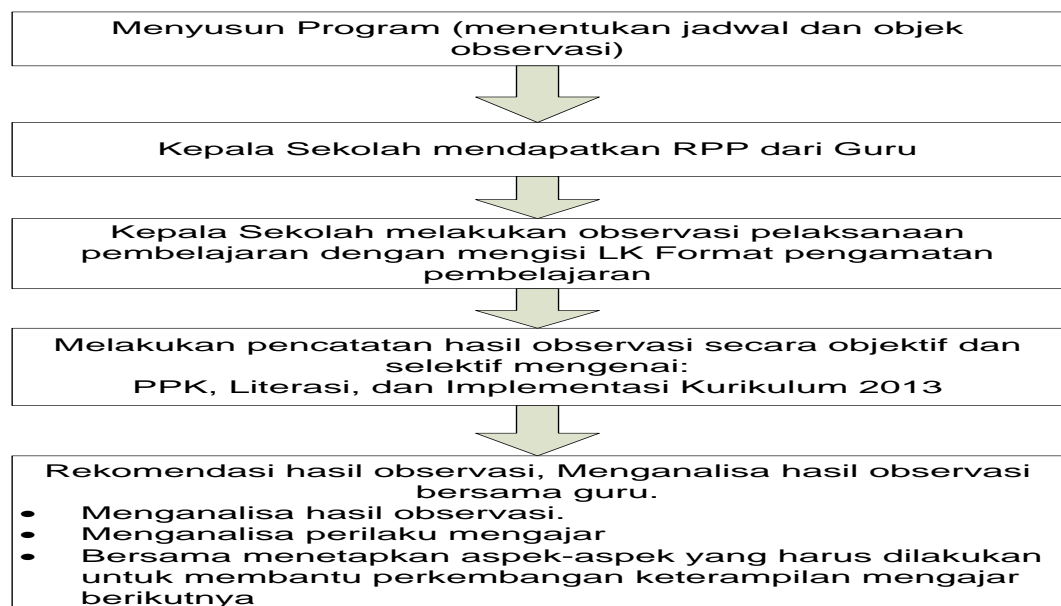 Menyusun Program (menentukan jadwal dan objek
observasi)
Kepala Sekolah mendapatkan RPP dari Guru
Kepala Sekolah melakukan observasi pelaksanaan
pembelajaran dengan mengisi LK Format pengamatan
pembelajaran
Melakukan pencatatan hasil observasi secara objektif dan
selektif mengenai:
PPK, Literasi, dan Implementasi Kurikulum 2013
Rekomendasi hasil observasi, Menganalisa hasil observasi
bersama guru.
• Menganalisa hasil observasi.
• Menganalisa perilaku mengajar
• Bersama menetapkan aspek-aspek yang harus dilakukan
untuk membantu perkembangan keterampilan mengajar
berikutnya